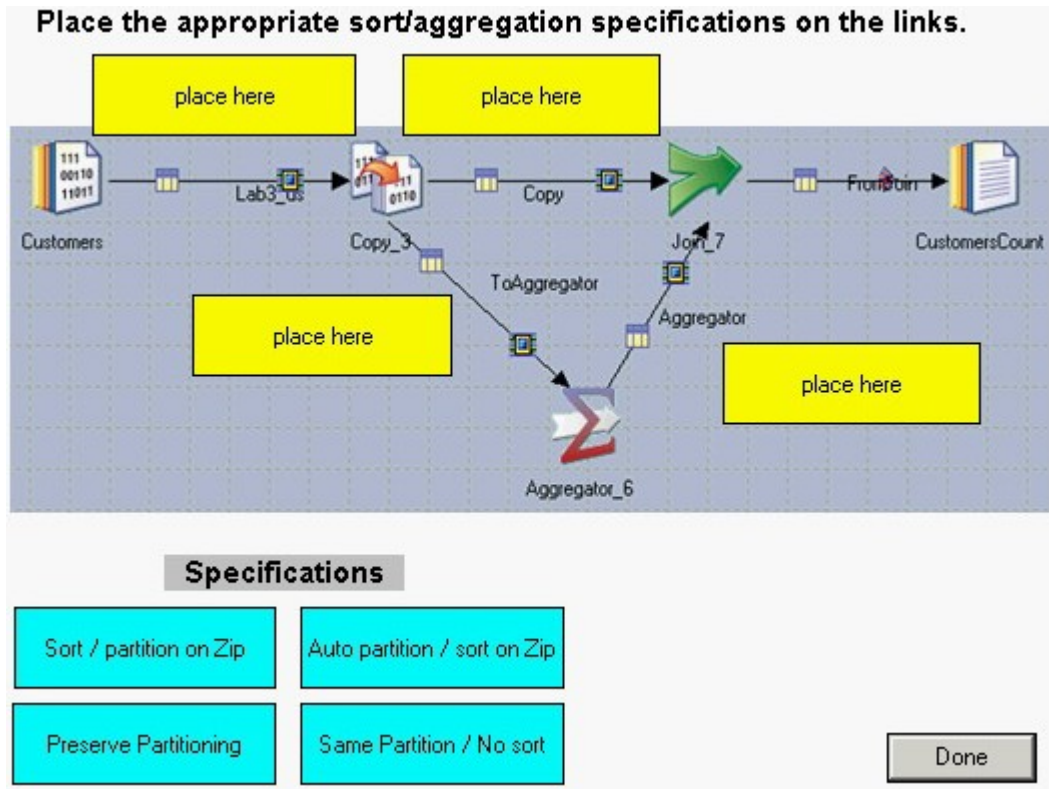 Place the appropriate sort/aggregation specifications on the links.
place here
place here
Customers
Lab3_us
Copy_3
Copy
Join_7
FromJoin
CustomersCount
ToAggregator
Aggregator
place here
place here
Aggregator_6
Specifications
Sort / partition on Zip
Auto partition / sort on Zip
Preserve Partitioning
Same Partition / No sort
Done